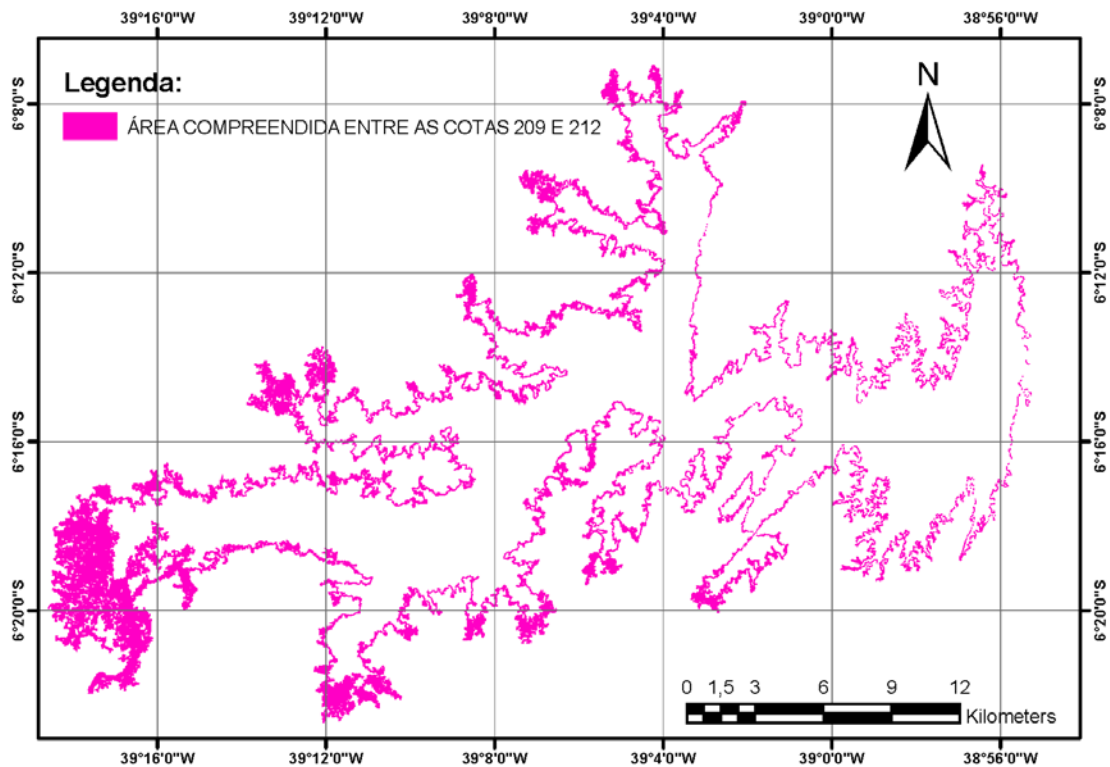 39°16'0"W 39°12'0"W 39°8'0"W 39°4'0"W 39°0'0"W 38°56'0"W
Legenda:
ÁREA COMPREENDIDA ENTRE AS COTAS 209 E 212
N
6°8'0"S 6°8'0"S
6°12'0"S 6°12'0"S
6°16'0"S 6°16'0"S
6°20'0"S 6°20'0"S
0 1,5 3 6 9 12
Kilometers
39°16'0"W 39°12'0"W 39°8'0"W 39°4'0"W 39°0'0"W 38°56'0"W